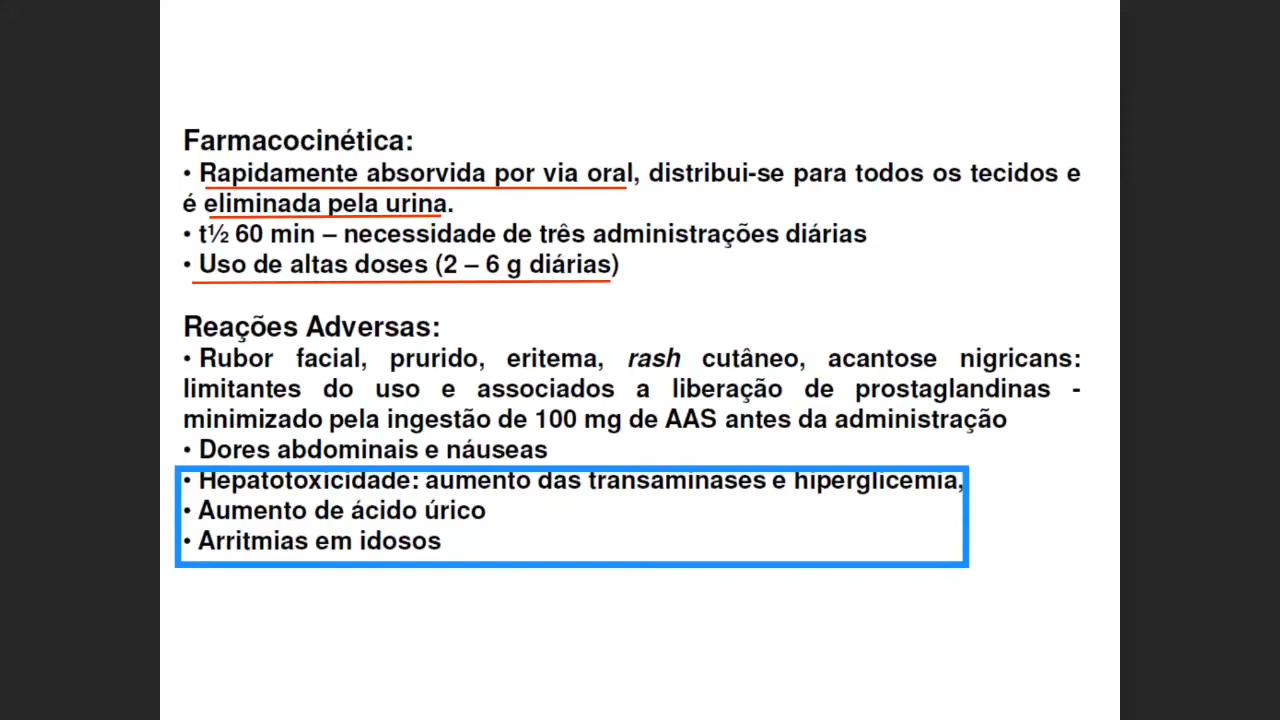 Farmacocinética:
• Rapidamente absorvida por via oral, distribui-se para todos os tecidos e
é eliminada pela urina.
• t½ 60 min – necessidade de três administrações diárias
• Uso de altas doses (2 – 6 g diárias)
Reações Adversas:
• Rubor facial, prurido, eritema, rash cutâneo, acantose nigricans:
limitantes do uso e associados a liberação de prostaglandinas -
minimizado pela ingestão de 100 mg de AAS antes da administração
• Dores abdominais e náuseas
• Hepatotoxicidade: aumento das transaminases e hiperglicemia,
• Aumento de ácido úrico
• Arritmias em idosos